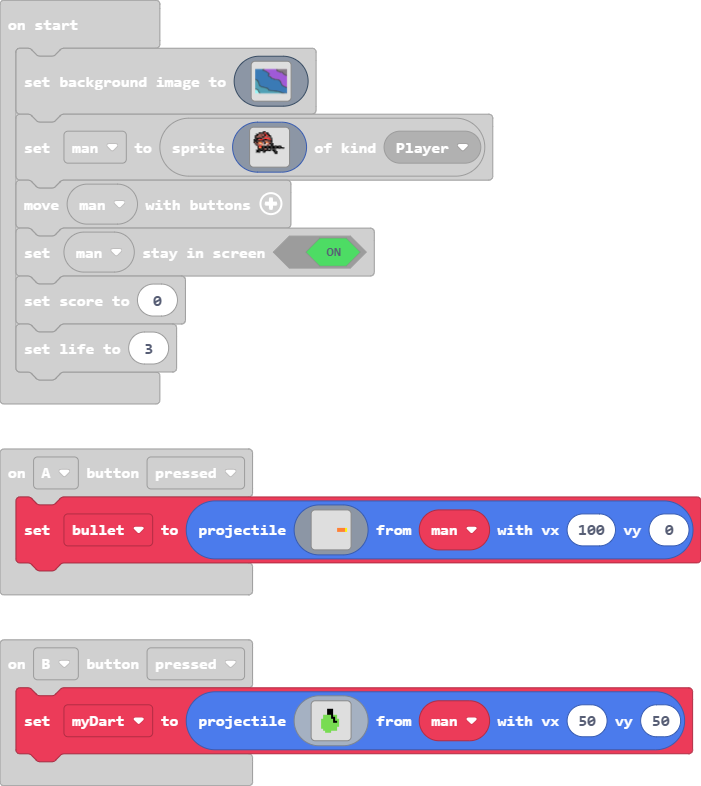 on start
set background image to
set man to sprite of kind Player
move man with buttons
set man stay in screen ON
set score to 0
set life to 3
on A button pressed
set bullet to projectile from man with vx 100 vy 0
on B button pressed
set myDart to projectile from man with vx 50 vy 50